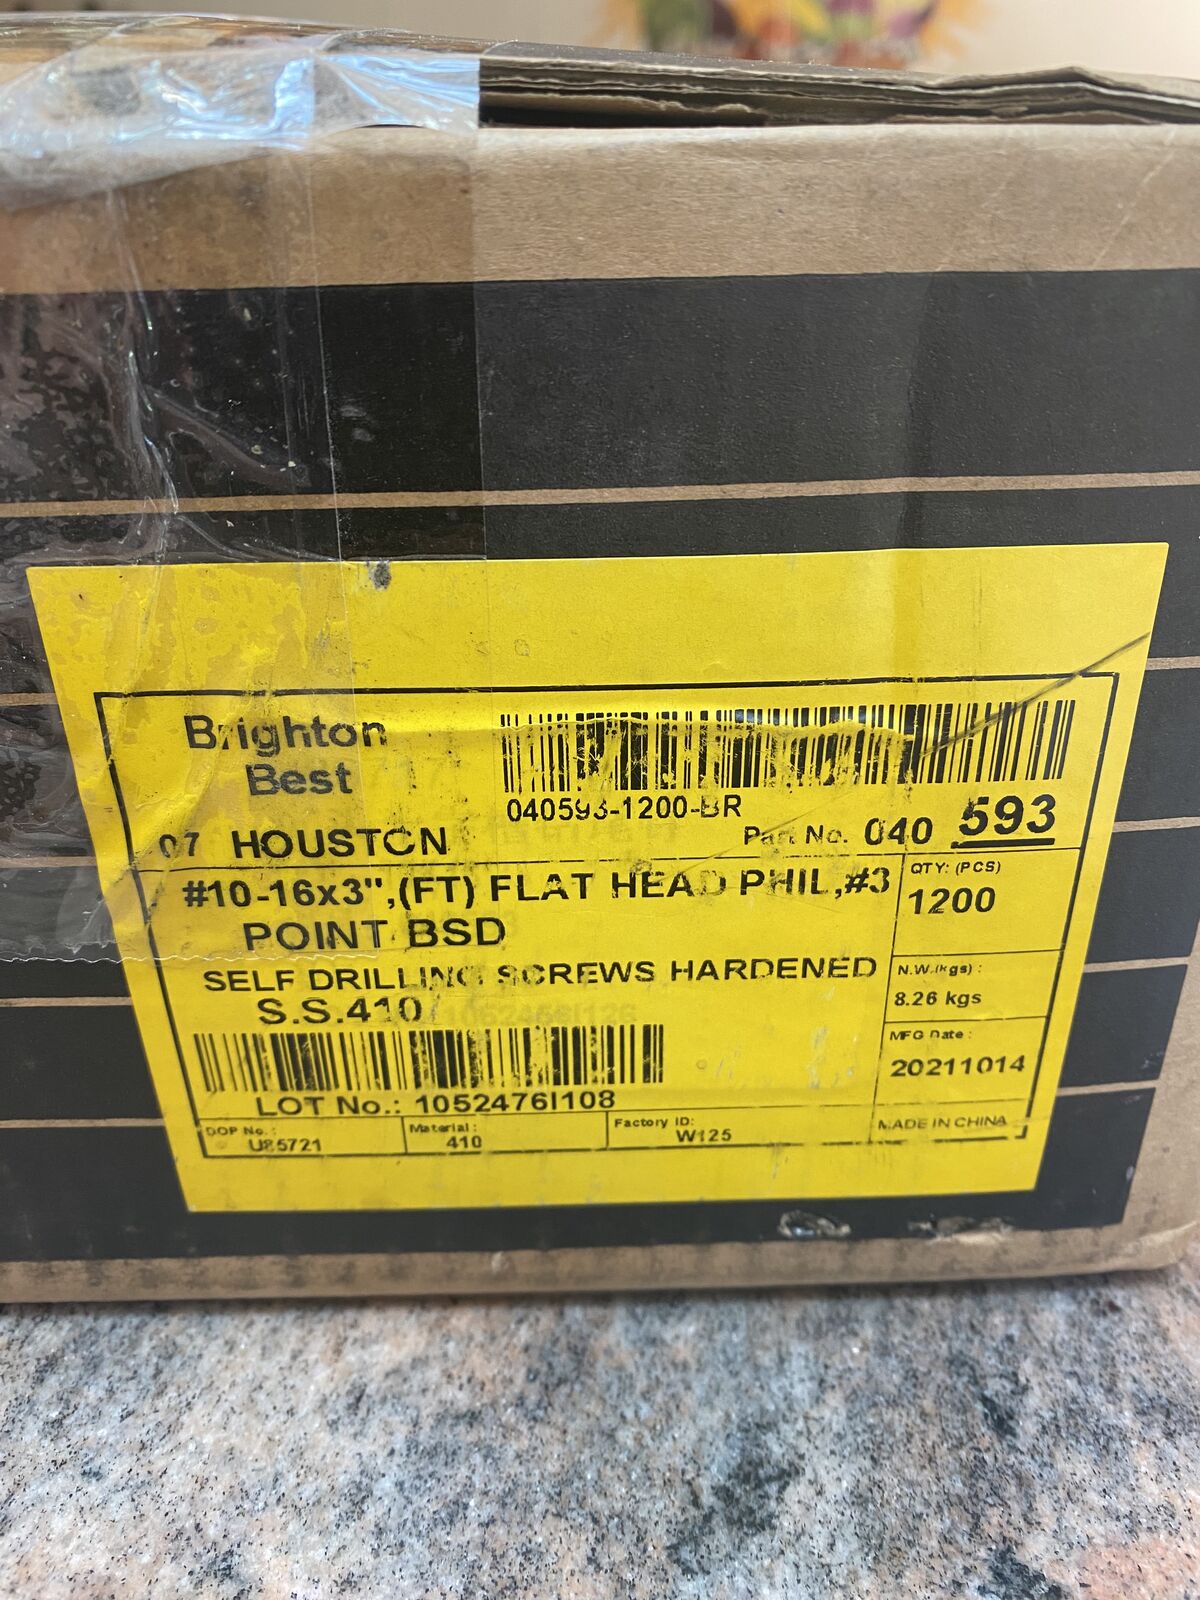 Brighton
Best
040593-1200-BR
07 HOUSTON
Part No. 040 593
#10-16x3",(FT) FLAT HEAD PHIL,#3
POINT BSD
SELF DRILLING SCREWS HARDENED
S.S.410
QTY: (PCS)
1200
N.W.(kgs) :
8.26 kgs
MFG Date :
20211014
LOT No.: 1052476I108
DOP No. :
U85721
Material :
410
Factory ID:
W125
MADE IN CHINA